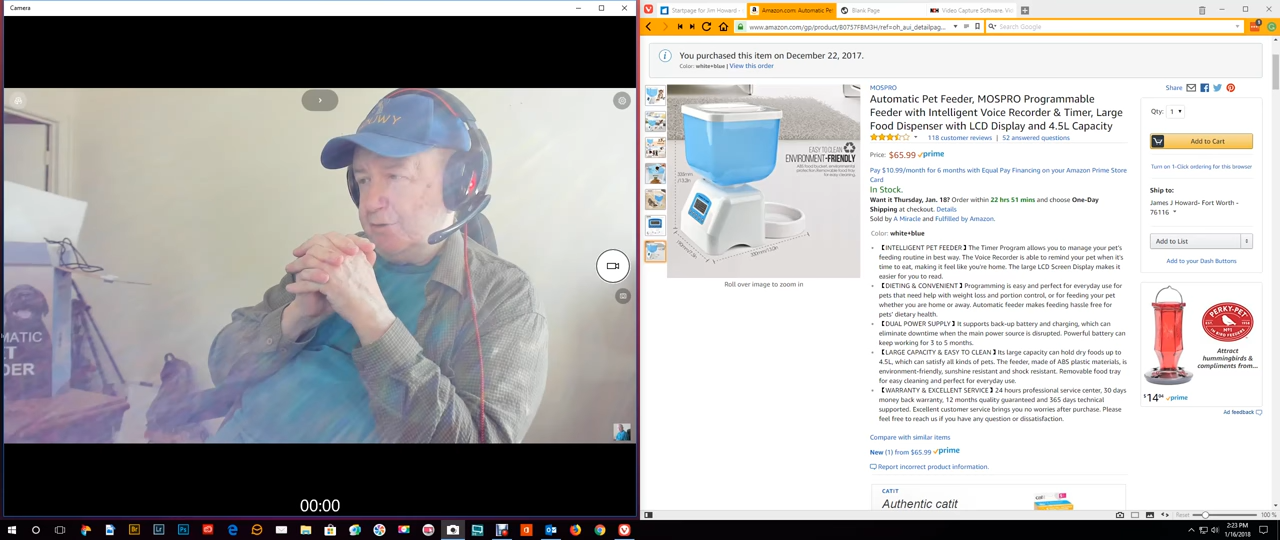 Camera
00:00
MATIC
DER
Startpage for Jim Howard
Amazon.com: Automatic Pe
Blank Page
Video Capture Software. Vi
www.amazon.com/gp/product/B0757FBM3H/ref=oh_aui_detailpag...
Search Google
You purchased this item on December 22, 2017.
Color: white+blue | View this order
EASY TO CLEAN
ENVIRONMENT-FRIENDLY
Roll over image to zoom in
MOSPRO
Automatic Pet Feeder, MOSPRO Programmable
Feeder with Intelligent Voice Recorder & Timer, Large
Food Dispenser with LCD Display and 4.5L Capacity
118 customer reviews | 52 answered questions
Price: $65.99 prime
Pay $10.99/month for 6 months with Equal Pay Financing on your Amazon Prime Store
Card
In Stock.
Want it Thursday, Jan. 18? Order within 22 hrs 51 mins and choose One-Day
Shipping at checkout. Details
Sold by A Miracle and Fulfilled by Amazon.
Color: white+blue
【INTELLIGENT PET FEEDER】The Timer Program allows you to manage your pet's
feeding routine in best way. The Voice Recorder is able to remind your pet when it's
time to eat, making it feel like you're home. The large LCD Screen Display makes it
easier for you to read.
【DIETING & CONVENIENT】Programming is easy and perfect for everyday use for
pets that need help with weight loss and portion control, or for feeding your pet
whether you are home or away. Automatic feeder makes feeding hassle free for
pets' dietary health.
【DUAL POWER SUPPLY】It supports back-up battery and charging, which can
eliminate downtime when the main power source is disrupted. Powerful battery can
keep working for 3 to 5 months.
【LARGE CAPACITY & EASY TO CLEAN】Its large capacity can hold dry foods up to
4.5L, which can satisfy all kinds of pets. The feeder, made of ABS plastic materials, is
environment-friendly, sunshine resistant and shock resistant. Removable food tray
for easy cleaning and perfect for everyday use.
【WARRANTY & EXCELLENT SERVICE】24 hours professional service center, 30 days
money back warranty, 12 months quality guaranteed and 365 days technical
supported. Excellent customer service brings you no worries after purchase. Please
feel free to reach us if you have any question or dissatisfaction.
Compare with similar items
New (1) from $65.99 prime
Report incorrect product information.
CATIT
Authentic catit
Share
Qty: 1
Add to Cart
Turn on 1-Click ordering for this browser
Ship to:
James J Howard- Fort Worth -
76116
Add to List
Add to your Dash Buttons
PERKY-PET
Attract
hummingbirds &
compliments from...
$14 prime
Ad feedback
Reset
100 %
2:23 PM
1/16/2018